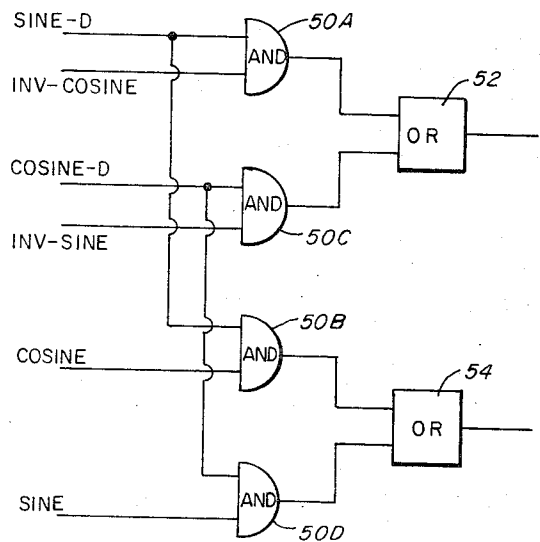 SINE-D
50A
AND
INV-COSINE
52
OR
COSINE-D
AND
INV-SINE
50C
50B
COSINE
AND
54
OR
SINE
AND
50D